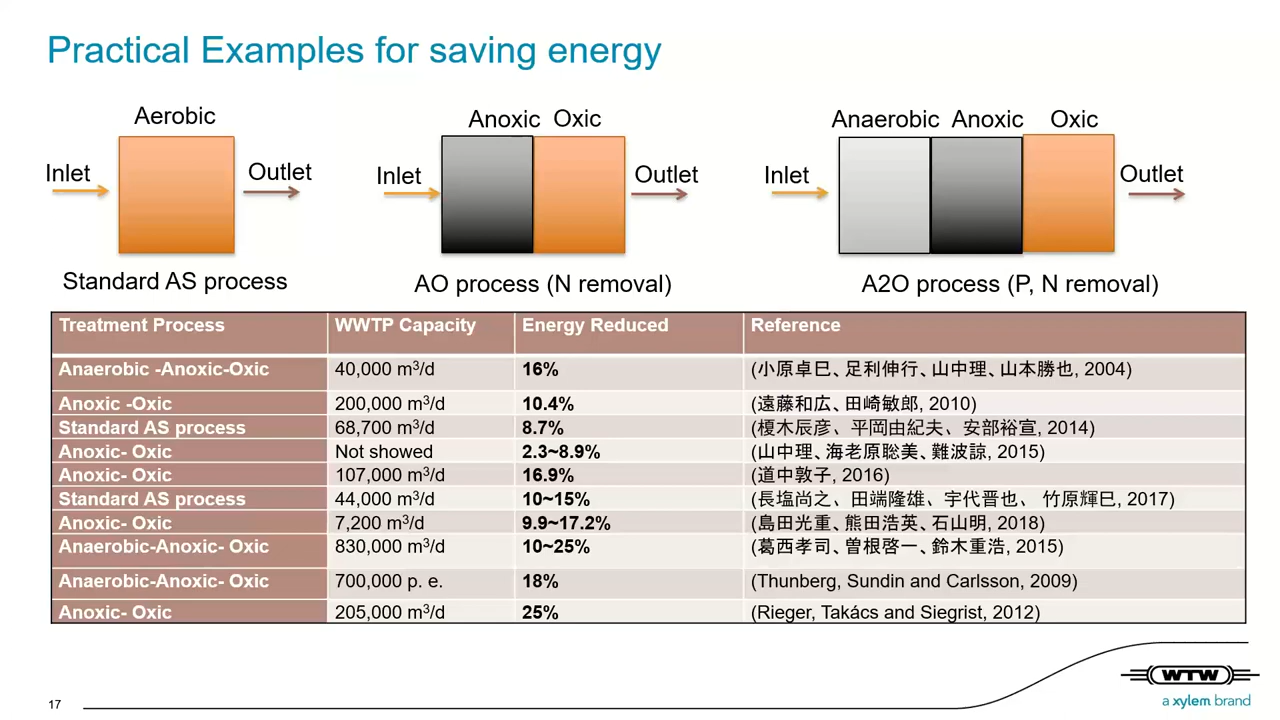 Practical Examples for saving energy
Aerobic
Inlet
Outlet
Standard AS process
Anoxic Oxic
Inlet
Outlet
AO process (N removal)
Anaerobic Anoxic Oxic
Inlet
Outlet
A2O process (P, N removal)
Treatment Process WWTP Capacity Energy Reduced Reference
Anaerobic -Anoxic-Oxic 40,000 m³/d 16% (小原卓巳、足利伸行、山中理、山本勝也, 2004)
Anoxic -Oxic 200,000 m³/d 10.4% (遠藤和広、田崎敏郎, 2010)
Standard AS process 68,700 m³/d 8.7% (榎木辰彦、平岡由紀夫、安部裕宣, 2014)
Anoxic- Oxic Not showed 2.3~8.9% (山中理、海老原聡美、難波諒, 2015)
Anoxic- Oxic 107,000 m³/d 16.9% (道中敦子, 2016)
Standard AS process 44,000 m³/d 10~15% (長塩尚之、田端隆雄、宇代晋也、竹原輝巳, 2017)
Anoxic- Oxic 7,200 m³/d 9.9~17.2% (島田光重、熊田浩英、石山明, 2018)
Anaerobic-Anoxic- Oxic 830,000 m³/d 10~25% (葛西孝司、曽根啓一、鈴木重浩, 2015)
Anaerobic-Anoxic- Oxic 700,000 p. e. 18% (Thunberg, Sundin and Carlsson, 2009)
Anoxic- Oxic 205,000 m³/d 25% (Rieger, Takács and Siegrist, 2012)
17
WTW
a xylem brand